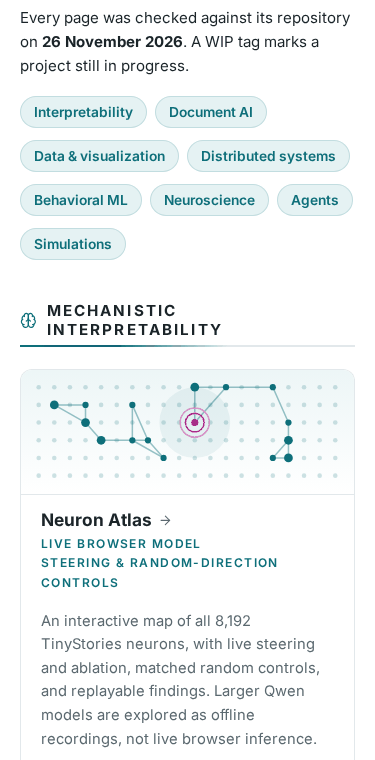 Every page was checked against its repository
on 26 November 2026. A WIP tag marks a
project still in progress.
Interpretability
Document AI
Data & visualization
Distributed systems
Behavioral ML
Neuroscience
Agents
Simulations
MECHANISTIC
INTERPRETABILITY
Neuron Atlas →
LIVE BROWSER MODEL
STEERING & RANDOM-DIRECTION
CONTROLS
An interactive map of all 8,192
TinyStories neurons, with live steering
and ablation, matched random controls,
and replayable findings. Larger Qwen
models are explored as offline
recordings, not live browser inference.